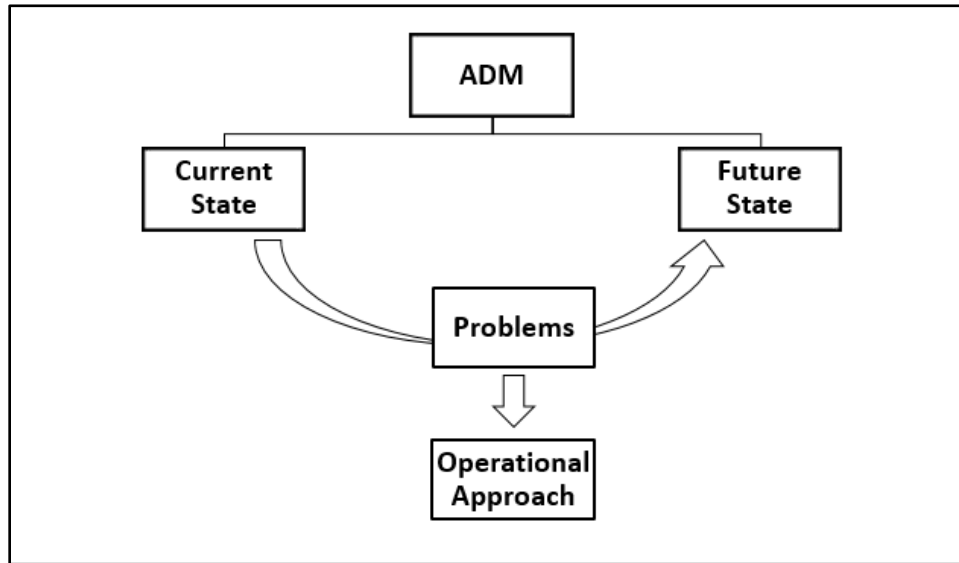 ADM
Current
State
Future
State
Problems
Operational
Approach